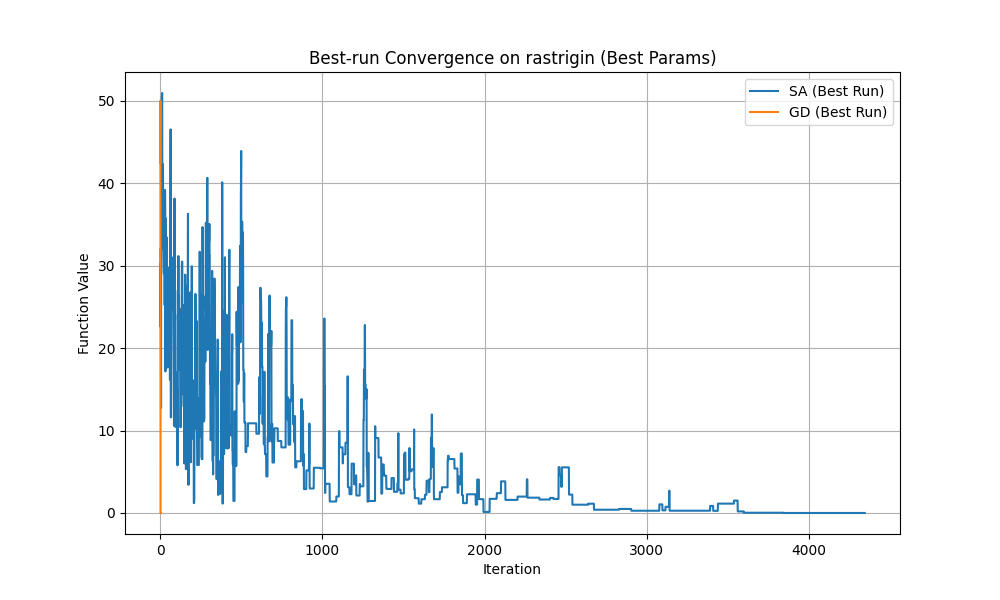 Best-run Convergence on rastrigin (Best Params)
SA (Best Run)
GD (Best Run)
Function Value
50
40
30
20
10
0
0 1000 2000 3000 4000
Iteration